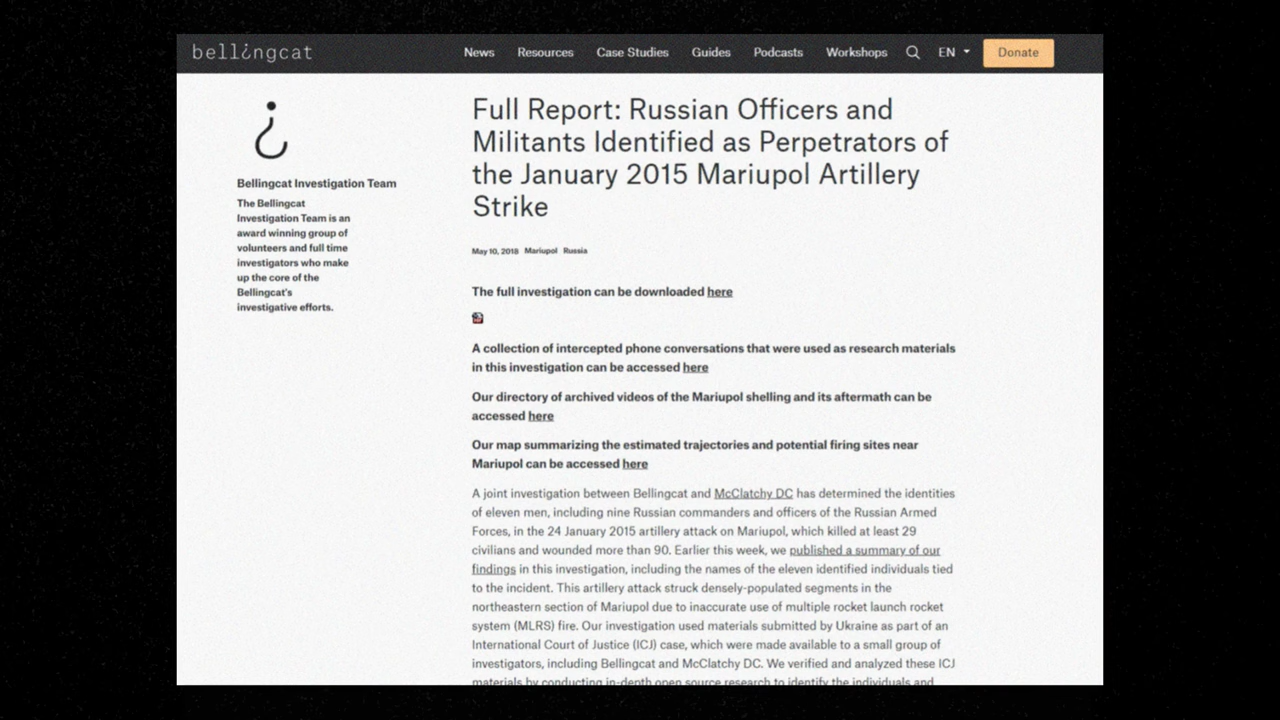 bellingcat
News Resources Case Studies Guides Podcasts Workshops EN Donate
Bellingcat Investigation Team
The Bellingcat
Investigation Team is an
award winning group of
volunteers and full time
investigators who make
up the core of the
Bellingcat's
investigative efforts.
Full Report: Russian Officers and
Militants Identified as Perpetrators of
the January 2015 Mariupol Artillery
Strike
May 10, 2018 Mariupol Russia
The full investigation can be downloaded here
A collection of intercepted phone conversations that were used as research materials
in this investigation can be accessed here
Our directory of archived videos of the Mariupol shelling and its aftermath can be
accessed here
Our map summarizing the estimated trajectories and potential firing sites near
Mariupol can be accessed here
A joint investigation between Bellingcat and McClatchy DC has determined the identities
of eleven men, including nine Russian commanders and officers of the Russian Armed
Forces, in the 24 January 2015 artillery attack on Mariupol, which killed at least 29
civilians and wounded more than 90. Earlier this week, we published a summary of our
findings in this investigation, including the names of the eleven identified individuals tied
to the incident. This artillery attack struck densely-populated segments in the
northeastern section of Mariupol due to inaccurate use of multiple rocket launch rocket
system (MLRS) fire. Our investigation used materials submitted by Ukraine as part of an
International Court of Justice (ICJ) case, which were made available to a small group of
investigators, including Bellingcat and McClatchy DC. We verified and analyzed these ICJ
materials by conducting in-depth open source research to identify the individuals and